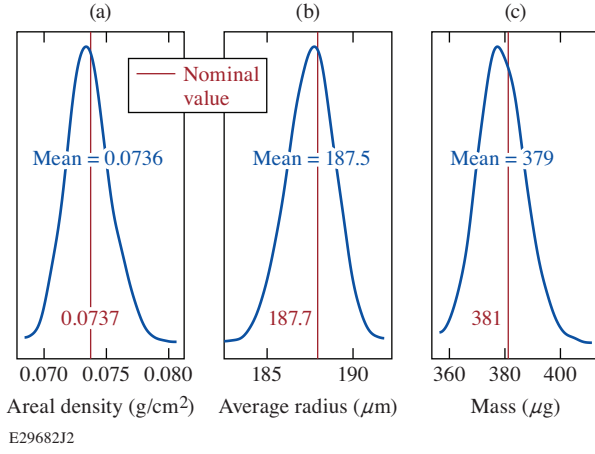 (a)
(b)
(c)
Nominal
value
Mean = 0.0736
Mean = 187.5
Mean = 379
0.0737
187.7
381
0.070 0.075 0.080
185 190
360 380 400
Areal density (g/cm²)
Average radius (μm)
Mass (μg)
E29682J2